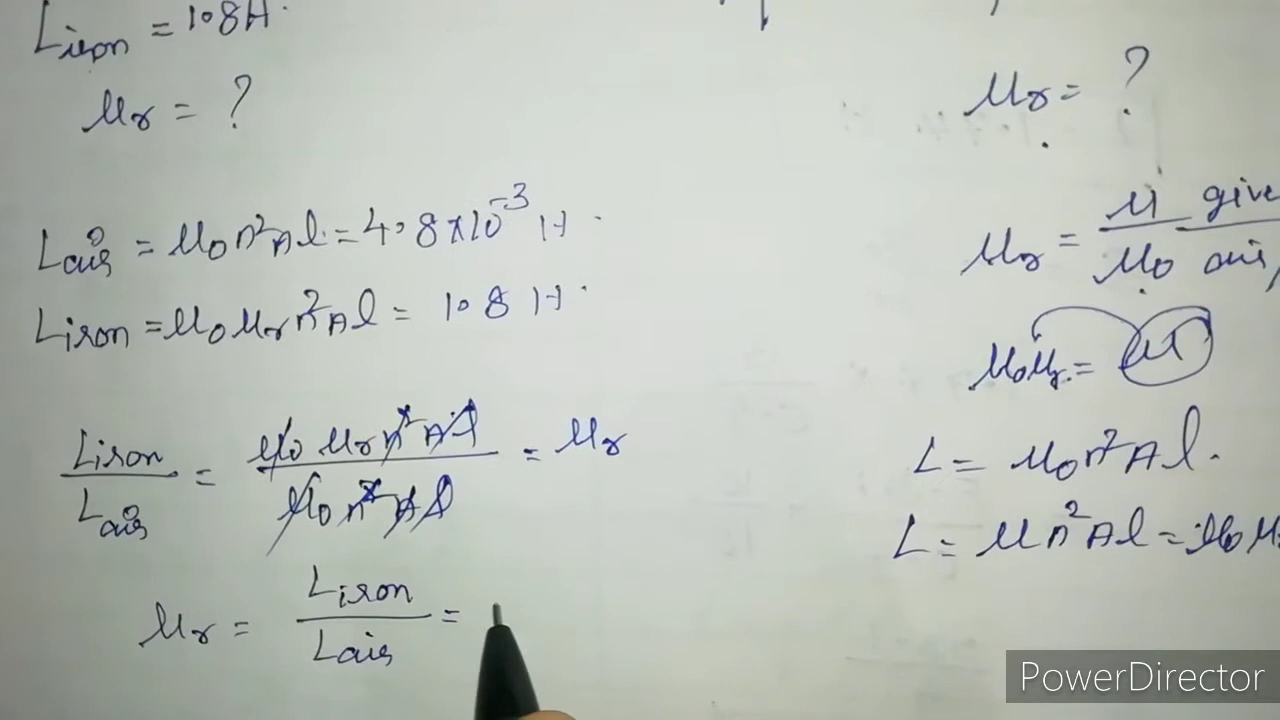 L iron = 1.8H.
μr = ?
L air = μ0 n² A l = 4.8 × 10⁻³ H.
L iron = μ0 μr n² A l = 1.8 H.
L iron / L air = μ0 μr n² A l / μ0 n² A l = μr
μr = L iron / L air =
μr = ?
μr = μ give / μ0 air,
μ0 μr = μ
L = μ0 n² A l.
L = μ n² A l = μ0 μ
PowerDirector